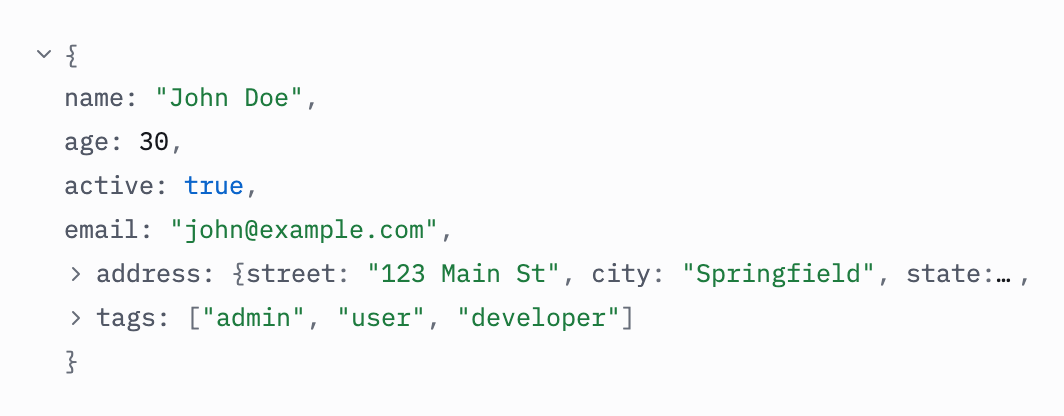 {
name: "John Doe",
age: 30,
active: true,
email: "john@example.com",
address: {street: "123 Main St", city: "Springfield", state:… ,
tags: ["admin", "user", "developer"]
}